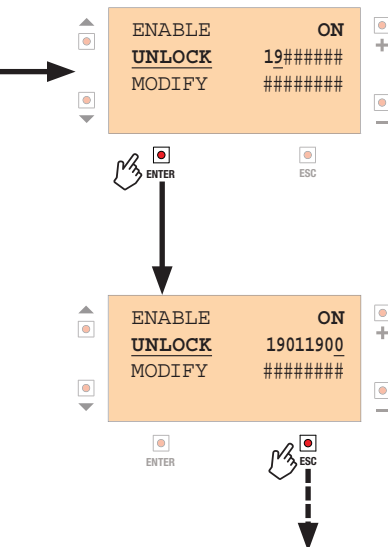 ENABLE ON
UNLOCK 19######
MODIFY ########
+
−
ENTER ESC
ENABLE ON
UNLOCK 19011900
MODIFY ########
+
−
ENTER ESC